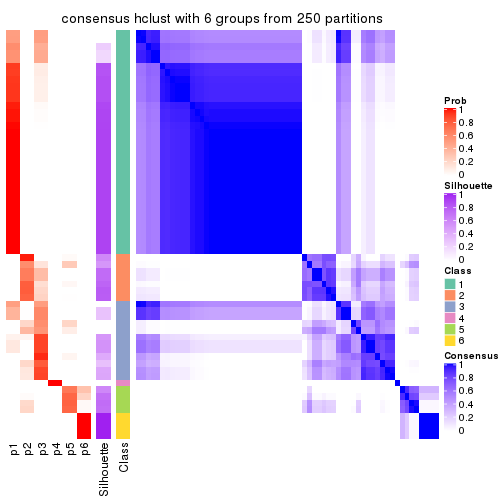 consensus hclust with 6 groups from 250 partitions
Prob
1
0.8
0.6
0.4
0.2
0
Silhouette
1
0.8
0.6
0.4
0.2
0
Class
1
2
3
4
5
6
Consensus
1
0.8
0.6
0.4
0.2
0
p1
p2
p3
p4
p5
p6
Silhouette
Class